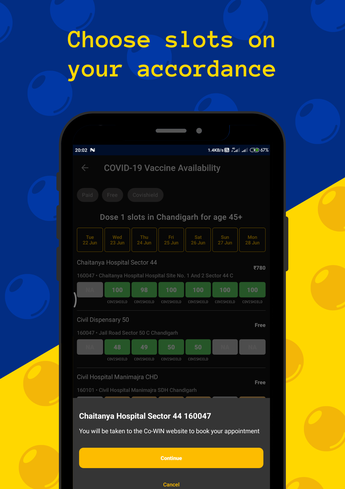 Choose slots on
your accordance
20:02
1.4KB/s
67%
COVID-19 Vaccine Availability
Paid Free Covishield
Dose 1 slots in Chandigarh for age 45+
Tue Wed Thu Fri Sat Sun Mon
22 Jun 23 Jun 24 Jun 25 Jun 26 Jun 27 Jun 28 Jun
Chaitanya Hospital Sector 44
₹780
160047 • Chaitanya Hospital Hospital Site No. 1 And 2 Sector 44 C
100 98 100 100 100 100
COVISHIELD COVISHIELD COVISHIELD COVISHIELD COVISHIELD COVISHIELD
Civil Dispensary 50
Free
160047 • Jail Road Sector 50 C Chandigarh
48 49 50 50
COVISHIELD COVISHIELD COVISHIELD COVISHIELD
Civil Hospital Manimajra CHD
Free
160101 • Civil Hospital Manimajra SDH Chandigarh
Chaitanya Hospital Sector 44 160047
You will be taken to the Co-WIN website to book your appointment
Continue
Cancel